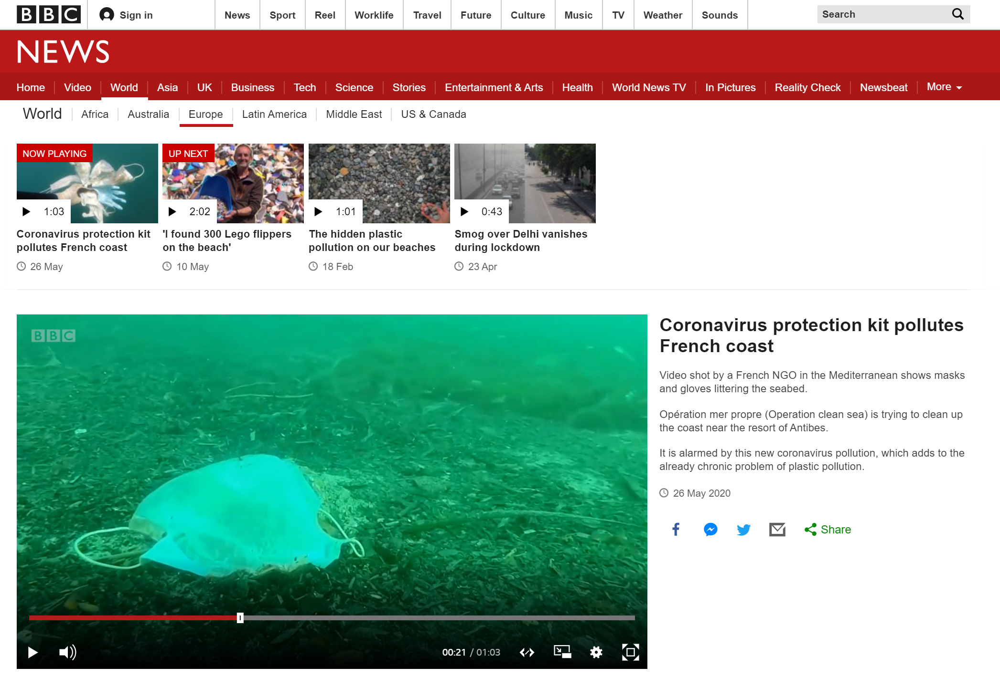 BBC
Sign in
News
Sport
Reel
Worklife
Travel
Future
Culture
Music
TV
Weather
Sounds
Search
NEWS
Home
Video
World
Asia
UK
Business
Tech
Science
Stories
Entertainment & Arts
Health
World News TV
In Pictures
Reality Check
Newsbeat
More
World
Africa
Australia
Europe
Latin America
Middle East
US & Canada
NOW PLAYING
1:03
Coronavirus protection kit
pollutes French coast
26 May
UP NEXT
2:02
'I found 300 Lego flippers
on the beach'
10 May
1:01
The hidden plastic
pollution on our beaches
18 Feb
0:43
Smog over Delhi vanishes
during lockdown
23 Apr
BBC
00:21 / 01:03
Coronavirus protection kit pollutes
French coast
Video shot by a French NGO in the Mediterranean shows masks
and gloves littering the seabed.
Opération mer propre (Operation clean sea) is trying to clean up
the coast near the resort of Antibes.
It is alarmed by this new coronavirus pollution, which adds to the
already chronic problem of plastic pollution.
26 May 2020
Share